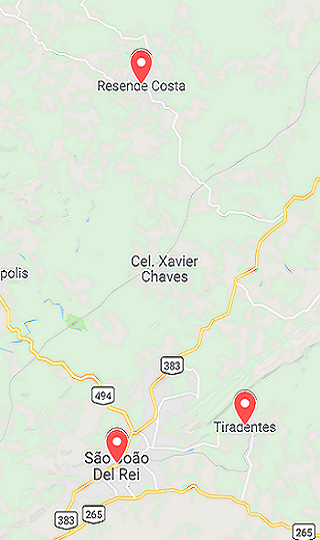 Resende Costa
Cel. Xavier
Chaves
polis
383
494
Tiradentes
São João
Del Rei
383
265
265